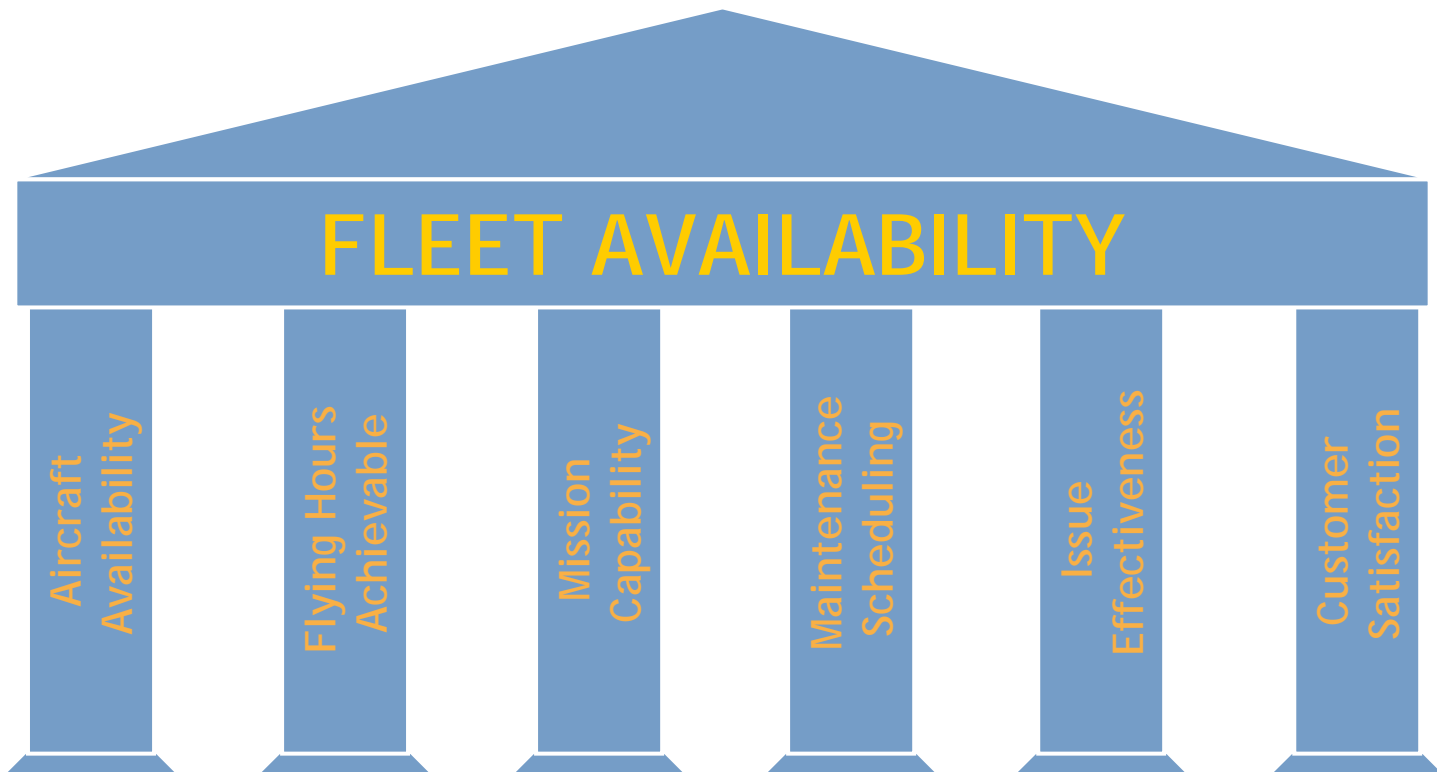 FLEET AVAILABILITY
Aircraft
Availability
Flying Hours
Achievable
Mission
Capability
Maintenance
Scheduling
Issue
Effectiveness
Customer
Satisfaction